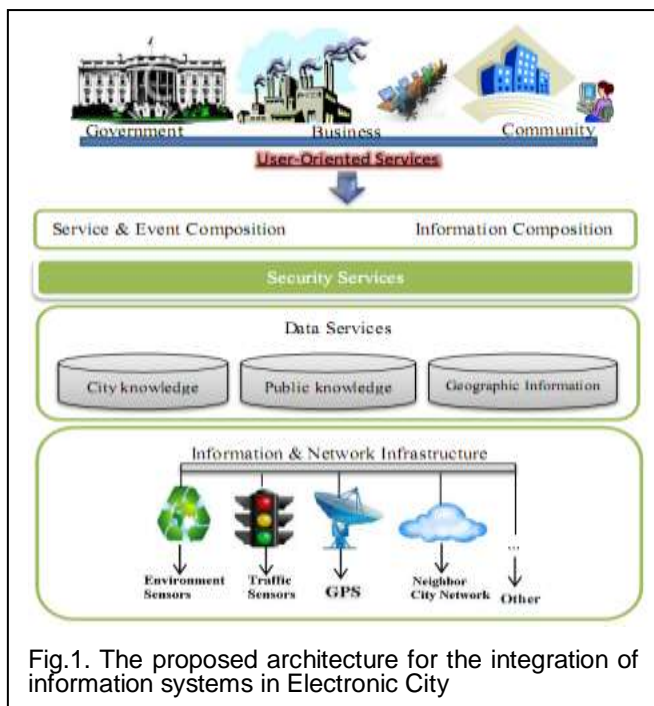 Government Business Community
User-Oriented Services
Service & Event Composition Information Composition
Security Services
Data Services
City knowledge Public knowledge Geographic Information
Information & Network Infrastructure
...
Environment Sensors Traffic Sensors GPS Neighbor City Network Other
Fig.1. The proposed architecture for the integration of
information systems in Electronic City